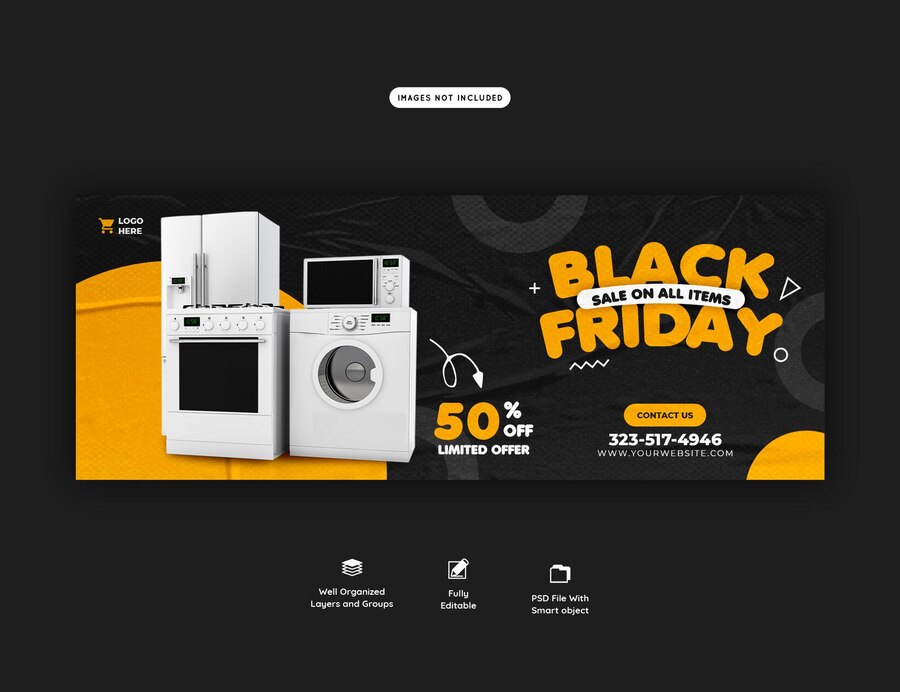 IMAGES NOT INCLUDED
LOGO
HERE
BLACK
SALE ON ALL ITEMS
FRIDAY
50%
OFF
LIMITED OFFER
CONTACT US
323-517-4946
WWW.YOURWEBSITE.COM
Well Organized
Layers and Groups
Fully
Editable
PSD File With
Smart object